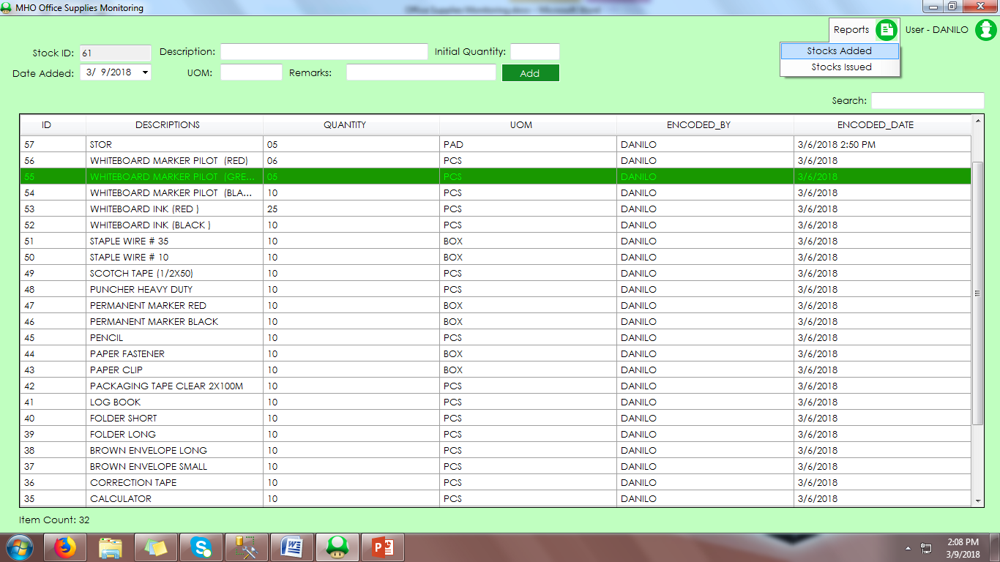 MHO Office Supplies Monitoring
Reports User - DANILO
Stocks Added
Stocks Issued
Stock ID: 61 Description: Initial Quantity:
Date Added: 3/ 9/2018 UOM: Remarks: Add
Search:
ID DESCRIPTIONS QUANTITY UOM ENCODED_BY ENCODED_DATE
57 STOR 05 PAD DANILO 3/6/2018 2:50 PM
56 WHITEBOARD MARKER PILOT (RED) 06 PCS DANILO 3/6/2018
55 WHITEBOARD MARKER PILOT (GRE... 05 PCS DANILO 3/6/2018
54 WHITEBOARD MARKER PILOT (BLA... 10 PCS DANILO 3/6/2018
53 WHITEBOARD INK (RED ) 25 PCS DANILO 3/6/2018
52 WHITEBOARD INK (BLACK ) 10 PCS DANILO 3/6/2018
51 STAPLE WIRE # 35 10 BOX DANILO 3/6/2018
50 STAPLE WIRE # 10 10 BOX DANILO 3/6/2018
49 SCOTCH TAPE (1/2X50) 10 PCS DANILO 3/6/2018
48 PUNCHER HEAVY DUTY 10 PCS DANILO 3/6/2018
47 PERMANENT MARKER RED 10 BOX DANILO 3/6/2018
46 PERMANENT MARKER BLACK 10 BOX DANILO 3/6/2018
45 PENCIL 10 PCS DANILO 3/6/2018
44 PAPER FASTENER 10 BOX DANILO 3/6/2018
43 PAPER CLIP 10 BOX DANILO 3/6/2018
42 PACKAGING TAPE CLEAR 2X100M 10 PCS DANILO 3/6/2018
41 LOG BOOK 10 PCS DANILO 3/6/2018
40 FOLDER SHORT 10 PCS DANILO 3/6/2018
39 FOLDER LONG 10 PCS DANILO 3/6/2018
38 BROWN ENVELOPE LONG 10 PCS DANILO 3/6/2018
37 BROWN ENVELOPE SMALL 10 PCS DANILO 3/6/2018
36 CORRECTION TAPE 10 PCS DANILO 3/6/2018
35 CALCULATOR 10 PCS DANILO 3/6/2018
Item Count: 32
2:08 PM
3/9/2018